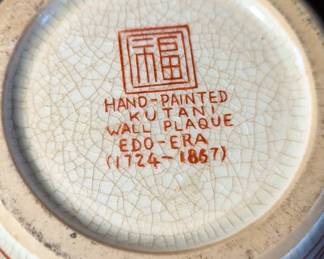 福
HAND-PAINTED
KUTANI
WALL PLAQUE
EDO-ERA
(1724-1867)